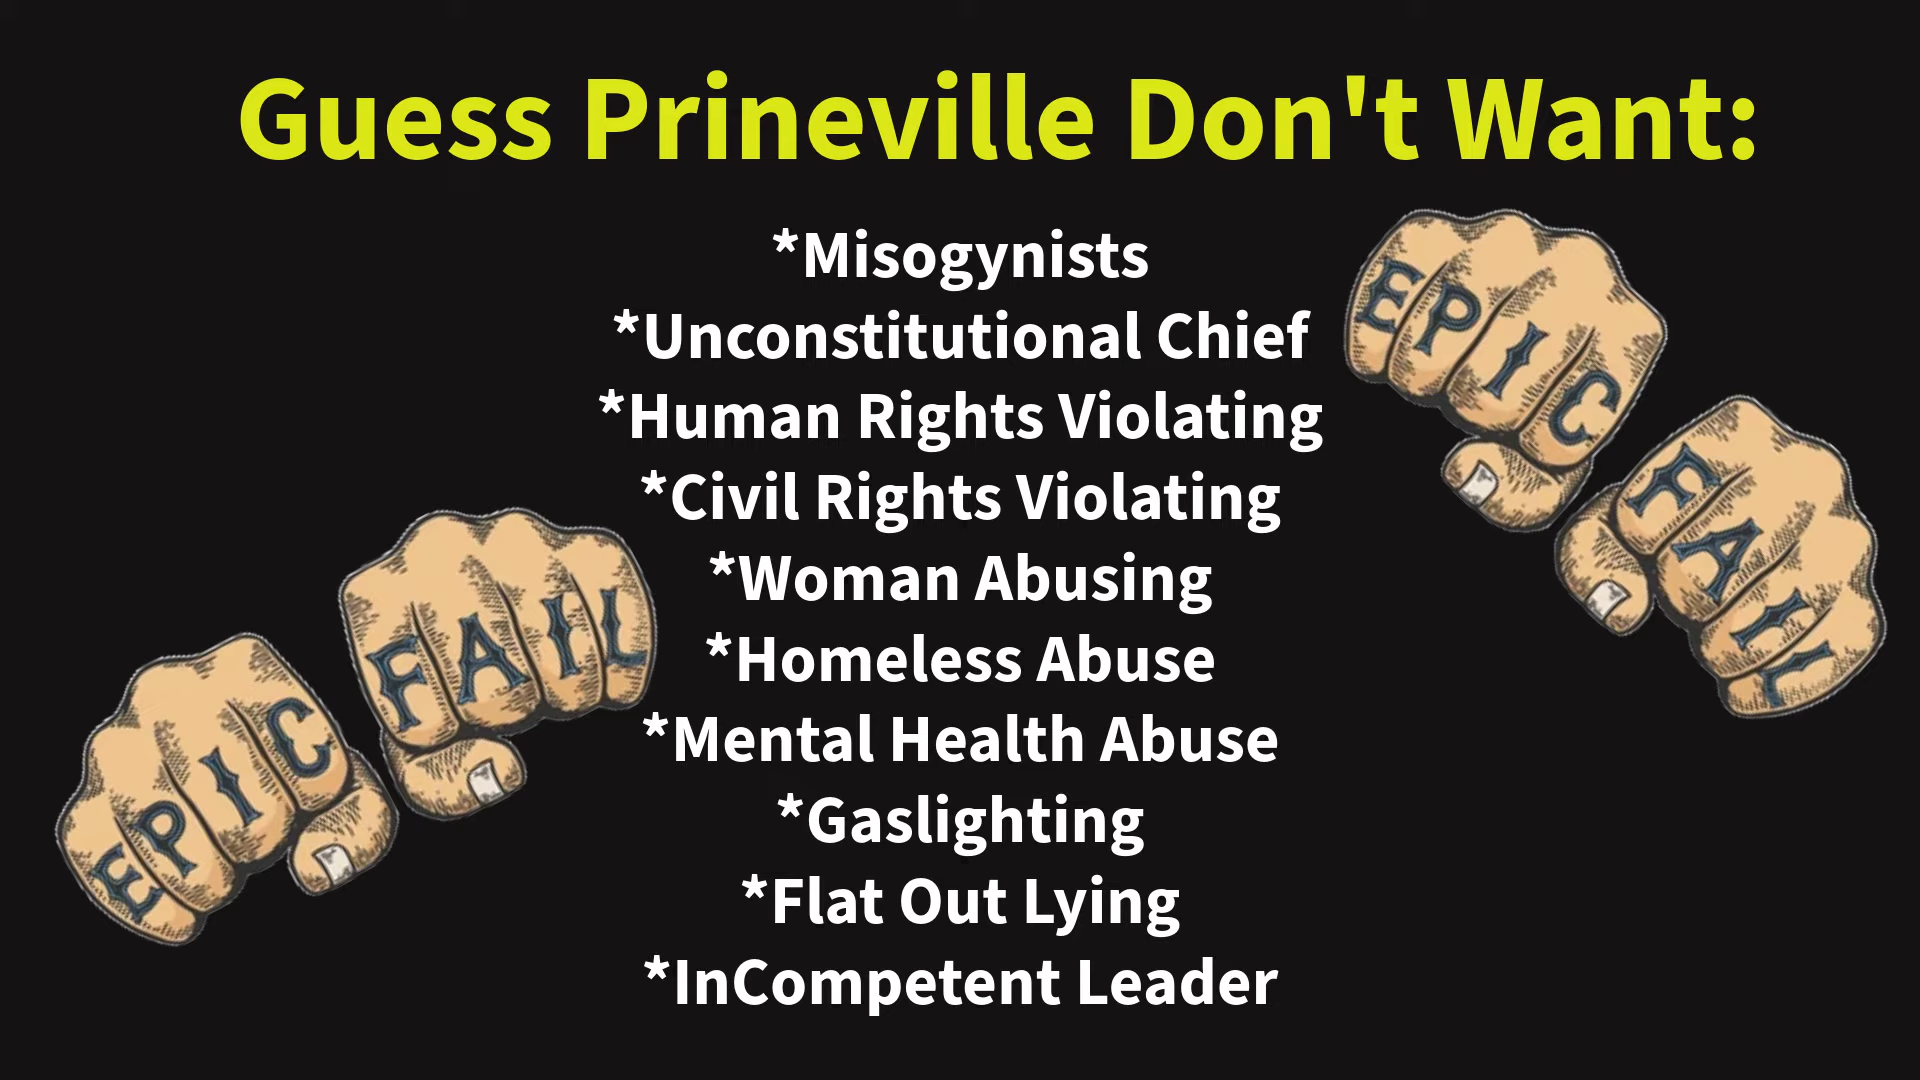 Guess Prineville Don't Want:
*Misogynists
*Unconstitutional Chief
*Human Rights Violating
*Civil Rights Violating
*Woman Abusing
*Homeless Abuse
*Mental Health Abuse
*Gaslighting
*Flat Out Lying
*InCompetent Leader
EPIC
FAIL
EPIC
FAIL